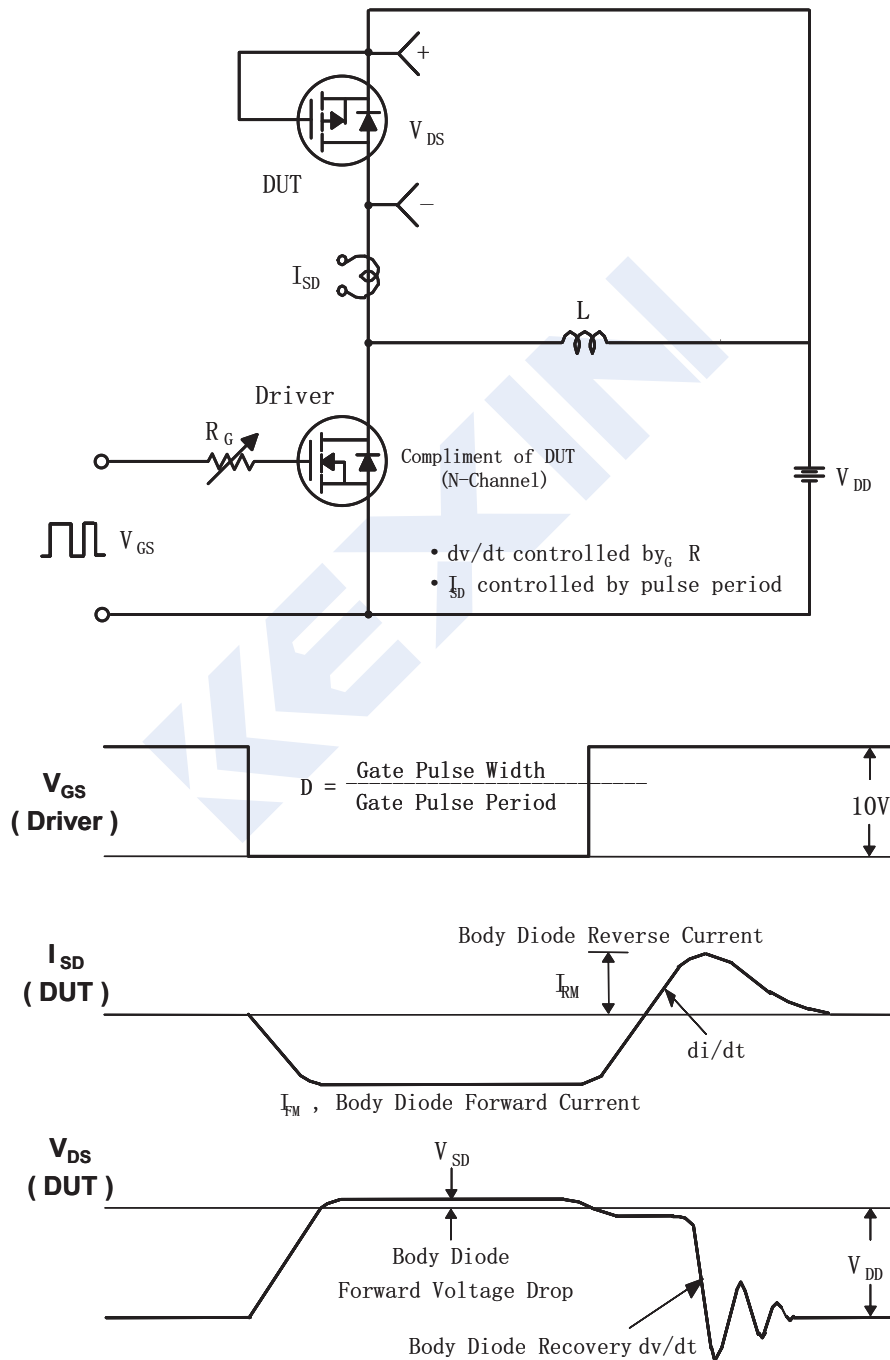 +
V DS
DUT
−
I SD
L
Driver
R G
Compliment of DUT
(N-Channel)
V DD
V GS
• dv/dt controlled by G R
• I SD controlled by pulse period
KEXIN
V GS
( Driver )
D = Gate Pulse Width
Gate Pulse Period
10V
I SD
( DUT )
Body Diode Reverse Current
I RM
di/dt
I FM , Body Diode Forward Current
V DS
( DUT )
V SD
Body Diode
Forward Voltage Drop
V DD
Body Diode Recovery dv/dt